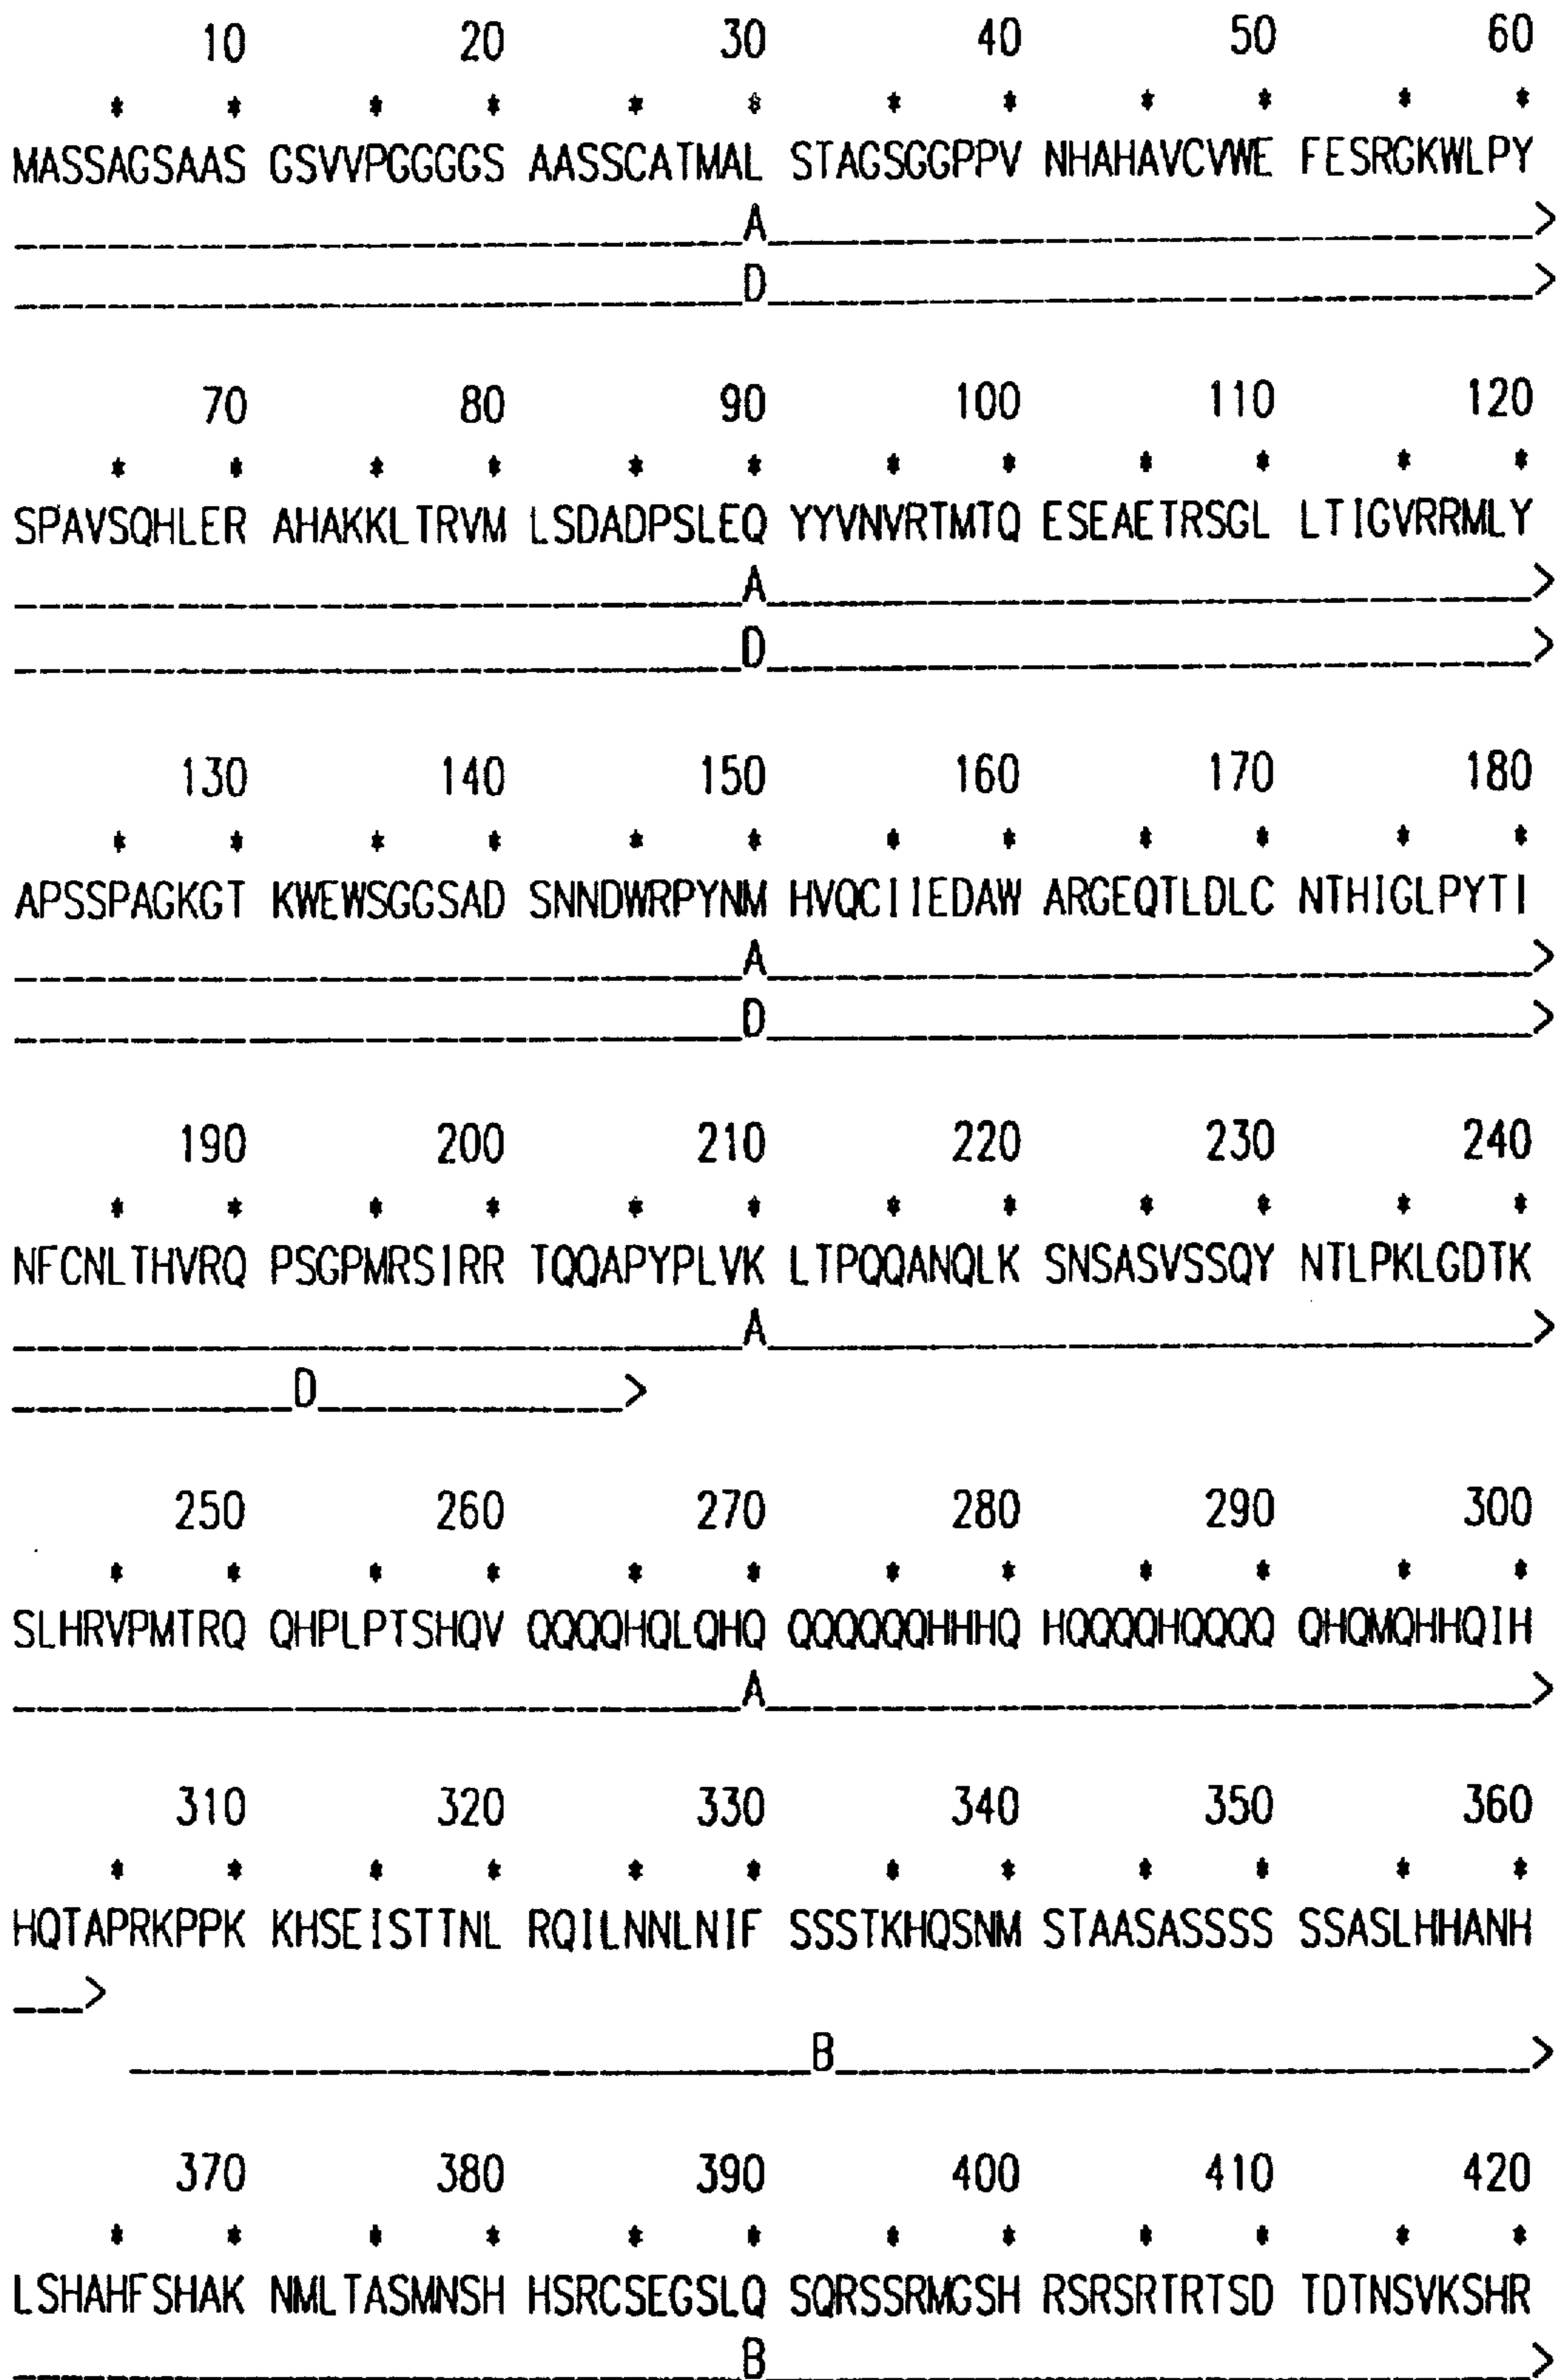 10 20 30 40 50 60
* * * * * * * * * * * *
MASSAGSAAS GSVVPGGGGS AASSCATMAL STAGSGGPPV NHAHAVCVWE FESRGKWLPY
A >
D >
70 80 90 100 110 120
* * * * * * * * * * * *
SPAVSQHLER AHAKKLTRVM LSDADPSLEQ YYVNVRTMTQ ESEAETRSGL LTIGVRRMLY
A >
D >
130 140 150 160 170 180
* * * * * * * * * * * *
APSSPAGKGT KWEWSGGSAD SNNDWRPYNM HVQCIIEDAW ARGEQTLDLC NTHIGLPYTI
A >
D >
190 200 210 220 230 240
* * * * * * * * * * * *
NFCNLTHVRQ PSGPMRSIRR TQQAPYPLVK LTPQQANQLK SNSASVSSQY NTLPKLGDTK
A >
D >
250 260 270 280 290 300
* * * * * * * * * * * *
SLHRVPMTRQ QHPLPTSHQV QQQQHQLQHQ QQQQQQHHHQ HQQQQHQQQQ QHQMQHHQIH
A >
310 320 330 340 350 360
* * * * * * * * * * * *
HQTAPRKPPK KHSEISTTNL RQILNNLNIF SSSTKHQSNM STAASASSSS SSASLHHANH
>
B >
370 380 390 400 410 420
* * * * * * * * * * * *
LSHAHFSHAK NMLTASMNSH HSRCSEGSLQ SQRSSRMGSH RSRSRTRTSD TDTNSVKSHR
B >